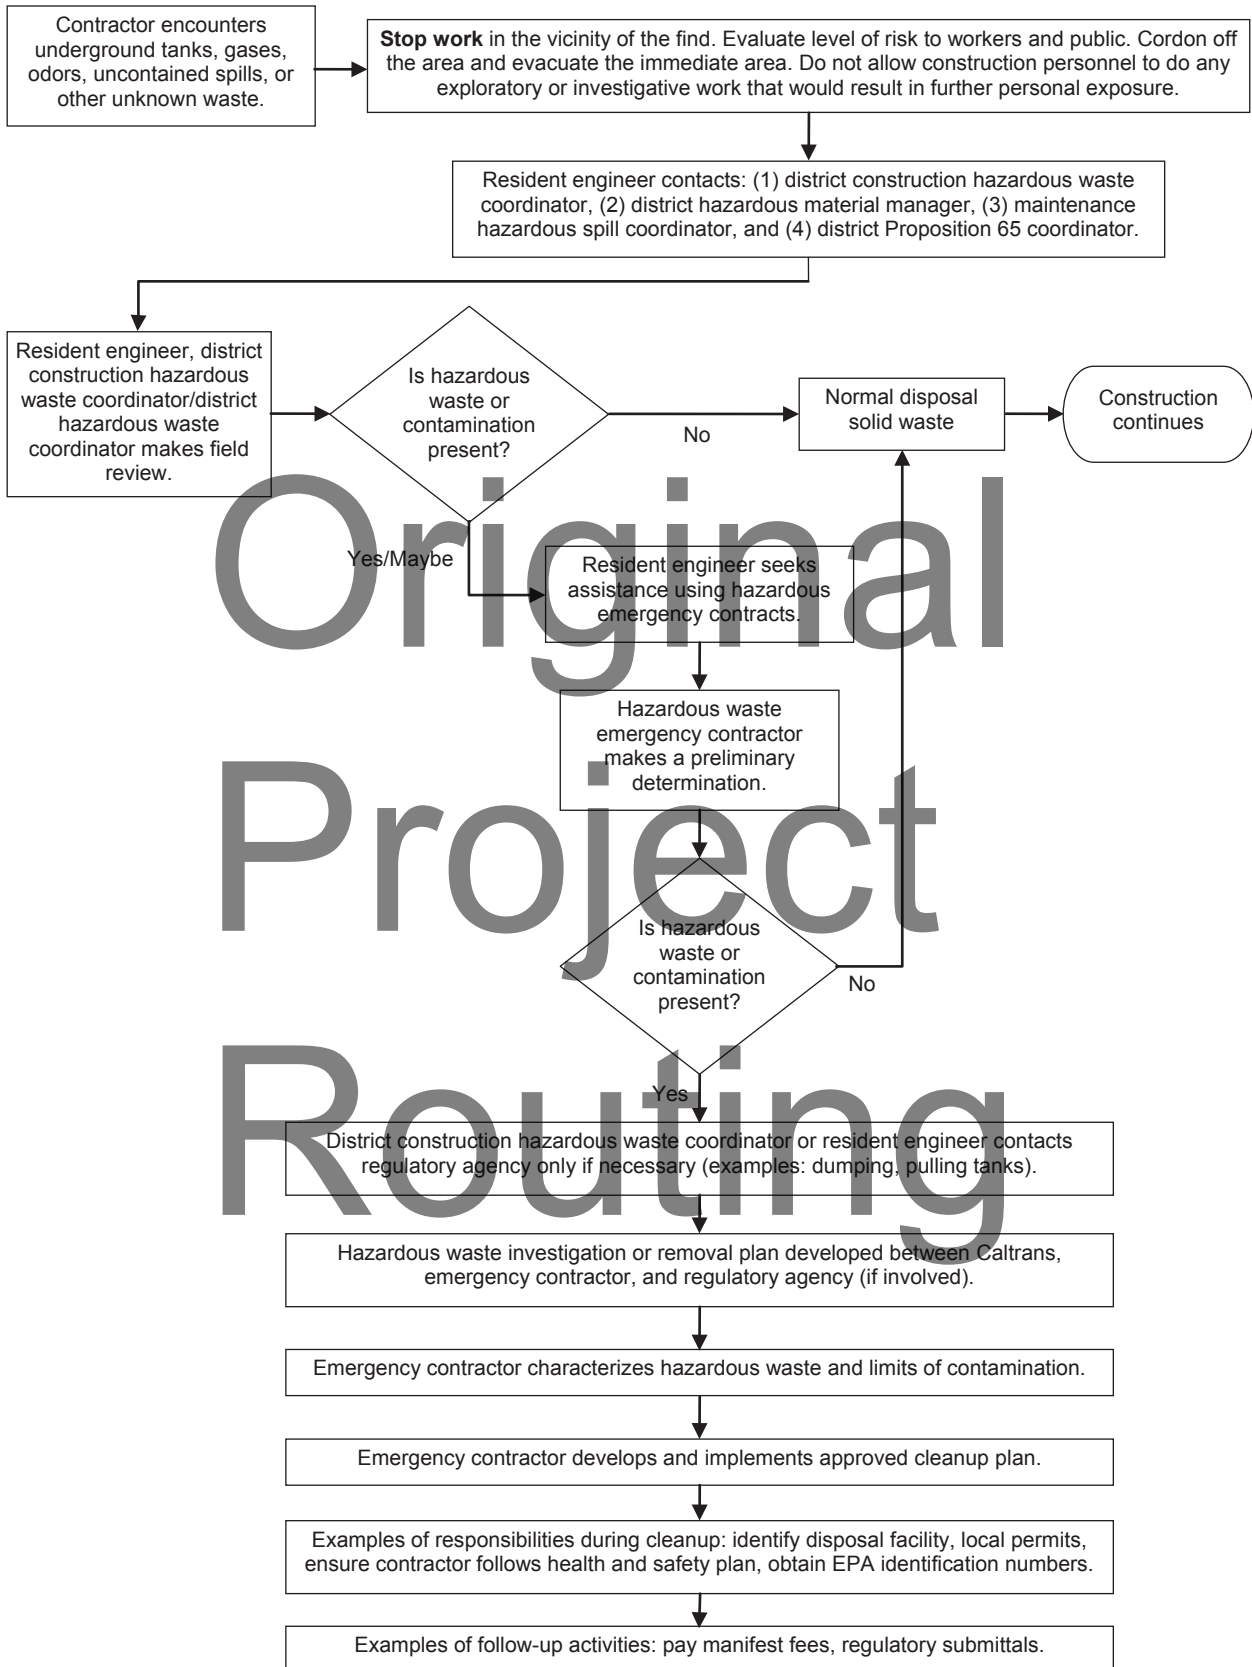 Contractor encounters
underground tanks, gases,
odors, uncontained spills, or
other unknown waste.
Stop work in the vicinity of the find. Evaluate level of risk to workers and public. Cordon off
the area and evacuate the immediate area. Do not allow construction personnel to do any
exploratory or investigative work that would result in further personal exposure.
Resident engineer contacts: (1) district construction hazardous waste
coordinator, (2) district hazardous material manager, (3) maintenance
hazardous spill coordinator, and (4) district Proposition 65 coordinator.
Resident engineer, district
construction hazardous
waste coordinator/district
hazardous waste
coordinator makes field
review.
Is hazardous
waste or
contamination
present?
No
Normal disposal
solid waste
Construction
continues
Original
Yes/Maybe
Resident engineer seeks
assistance using hazardous
emergency contracts.
Hazardous waste
emergency contractor
makes a preliminary
determination.
Project
Is hazardous
waste or
contamination
present?
No
Routing
Yes
District construction hazardous waste coordinator or resident engineer contacts
regulatory agency only if necessary (examples: dumping, pulling tanks).
Hazardous waste investigation or removal plan developed between Caltrans,
emergency contractor, and regulatory agency (if involved).
Emergency contractor characterizes hazardous waste and limits of contamination.
Emergency contractor develops and implements approved cleanup plan.
Examples of responsibilities during cleanup: identify disposal facility, local permits,
ensure contractor follows health and safety plan, obtain EPA identification numbers.
Examples of follow-up activities: pay manifest fees, regulatory submittals.